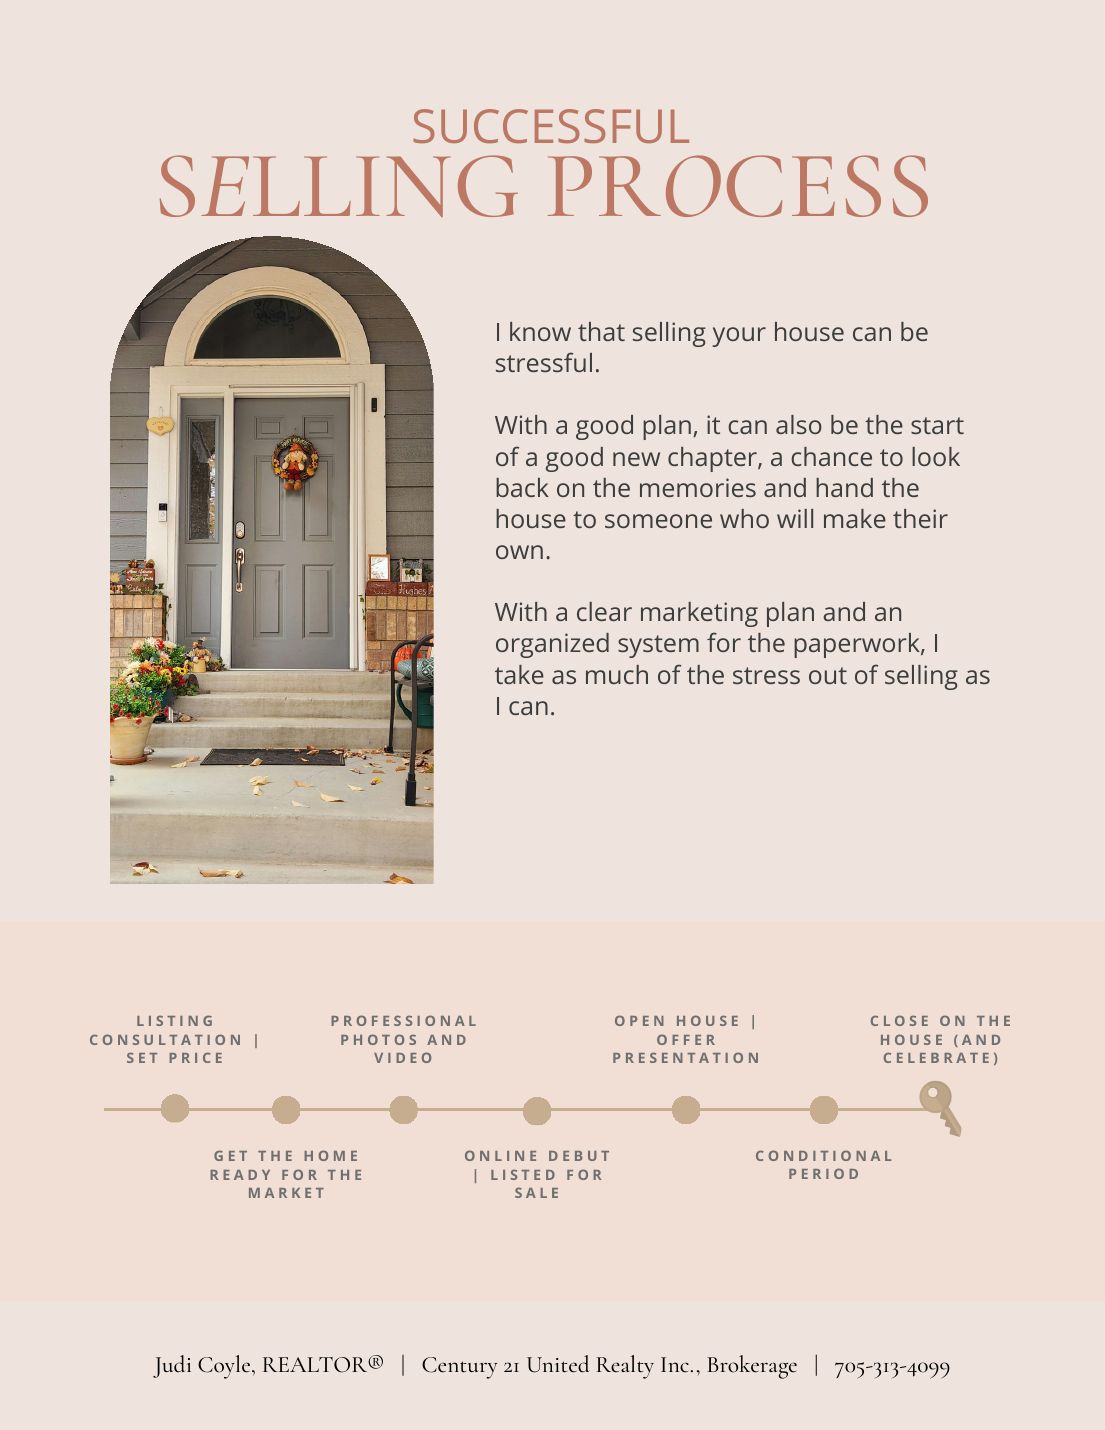 SUCCESSFUL
SELLING PROCESS
I know that selling your house can be
stressful.
With a good plan, it can also be the start
of a good new chapter, a chance to look
back on the memories and hand the
house to someone who will make their
own.
With a clear marketing plan and an
organized system for the paperwork, I
take as much of the stress out of selling as
I can.
LISTING
CONSULTATION |
SET PRICE
GET THE HOME
READY FOR THE
MARKET
PROFESSIONAL
PHOTOS AND
VIDEO
ONLINE DEBUT
| LISTED FOR
SALE
OPEN HOUSE |
OFFER
PRESENTATION
CONDITIONAL
PERIOD
CLOSE ON THE
HOUSE (AND
CELEBRATE)
Judi Coyle, REALTOR® | Century 21 United Realty Inc., Brokerage | 705-313-4099